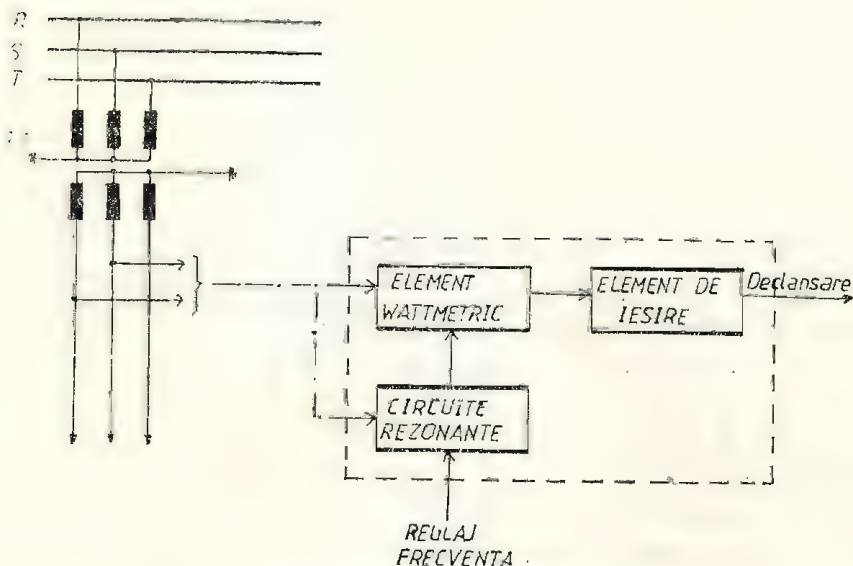 R
S
T
ELEMENT
WATTMETRIC
ELEMENT DE
IESIRE
Declansare
CIRCUITE
REZONANTE
REGLAJ
FRECVENTA